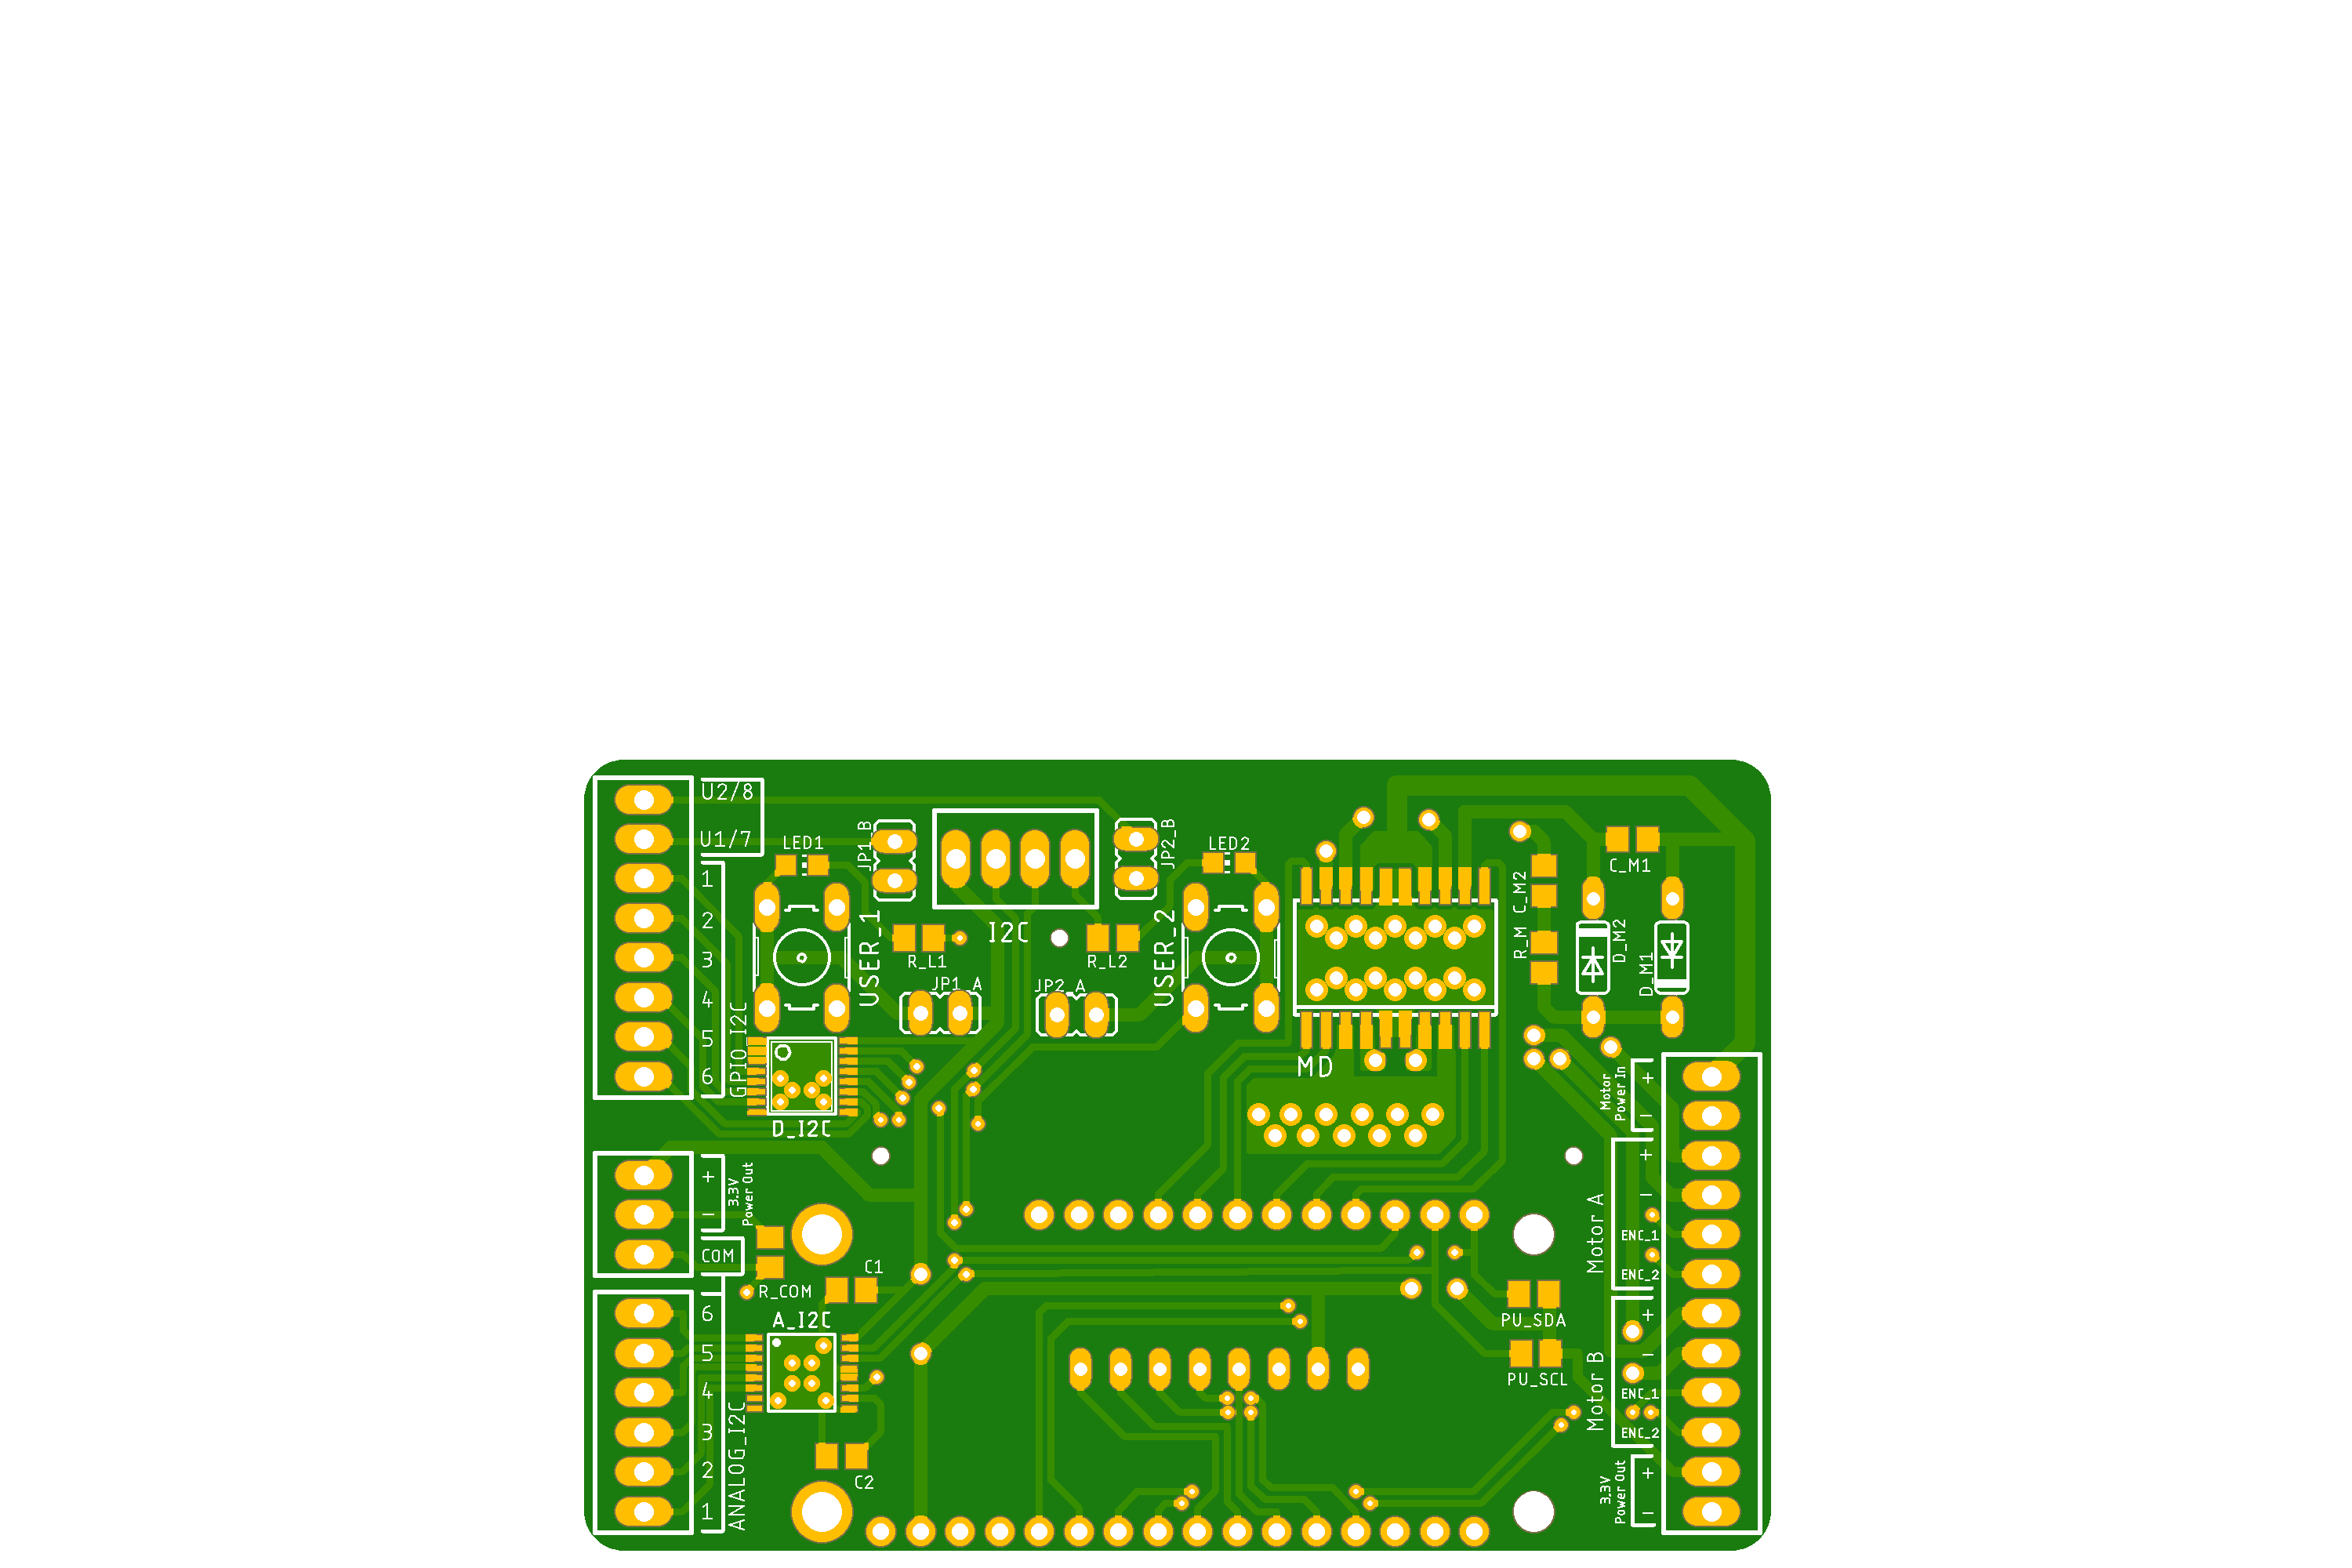 U2/8
U1/7
1
2
3
4
5
6
GPIO_I2C
LED1
JP1_B
USER_1
R_L1
JP1_A
I2C
JP2_B
R_L2
JP2_A
LED2
USER_2
MD
C_M2
R_M
C_M1
D_M2
D_M1
D_I2C
+
-
3.3V
Power Out
COM
R_COM
C1
A_I2C
6
5
4
3
2
1
ANALOG_I2C
C2
PU_SDA
PU_SCL
Motor
Power In
+
-
Motor A
+
-
ENC_1
ENC_2
Motor B
+
-
ENC_1
ENC_2
3.3V
Power Out
+
-